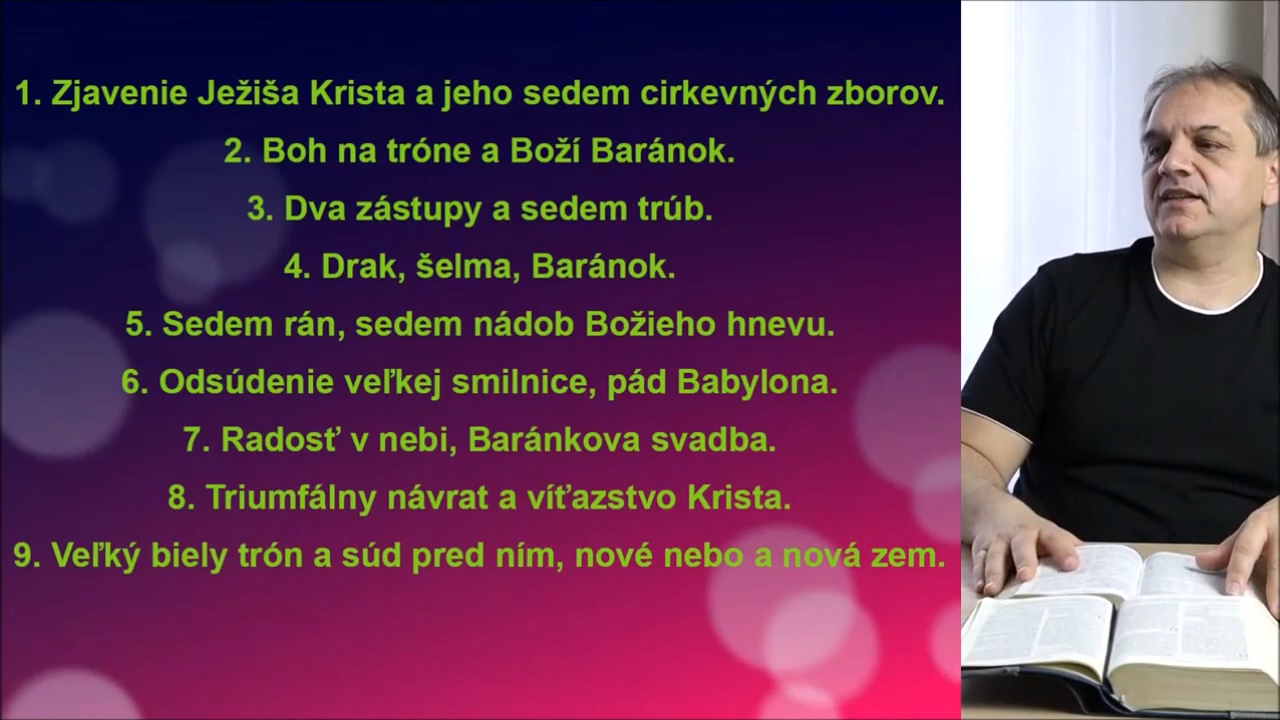 1. Zjavenie Ježiša Krista a jeho sedem cirkevných zborov.
2. Boh na tróne a Boží Baránok.
3. Dva zástupy a sedem trúb.
4. Drak, šelma, Baránok.
5. Sedem rán, sedem nádob Božieho hnevu.
6. Odsúdenie veľkej smilnice, pád Babylona.
7. Radosť v nebi, Baránkova svadba.
8. Triumfálny návrat a víťazstvo Krista.
9. Veľký biely trón a súd pred ním, nové nebo a nová zem.